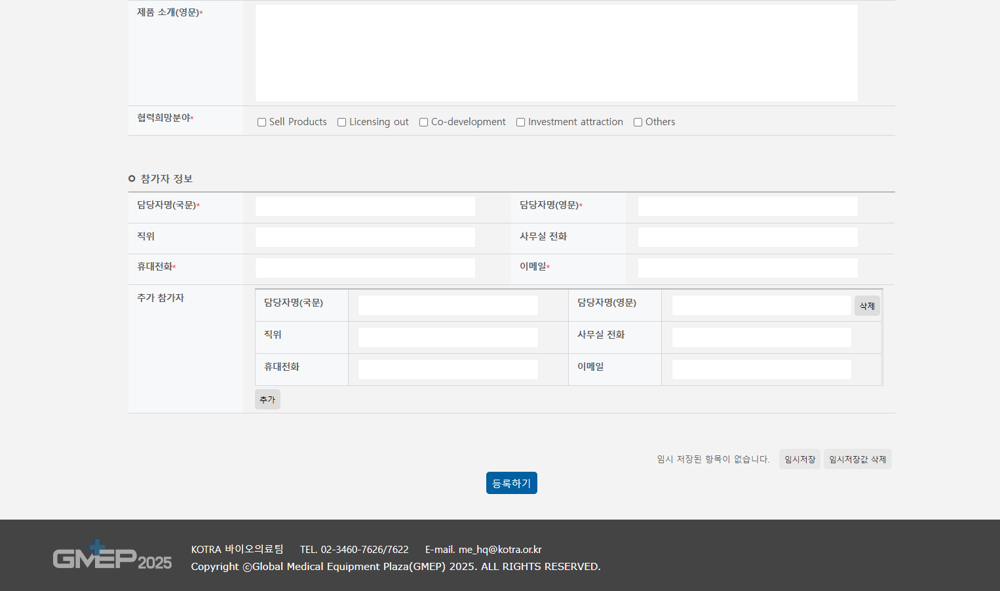 제품 소개(영문)*
협력희망분야*
Sell Products Licensing out Co-development Investment attraction Others
참가자 정보
담당자명(국문)* 담당자명(영문)*
직위 사무실 전화
휴대전화* 이메일*
추가 참가자
담당자명(국문) 담당자명(영문) 삭제
직위 사무실 전화
휴대전화 이메일
추가
임시 저장된 항목이 없습니다. 임시저장 임시저장값 삭제
등록하기
GMEP 2025
KOTRA 바이오의료팀 TEL. 02-3460-7626/7622 E-mail. me_hq@kotra.or.kr
Copyright ⓒGlobal Medical Equipment Plaza(GMEP) 2025. ALL RIGHTS RESERVED.